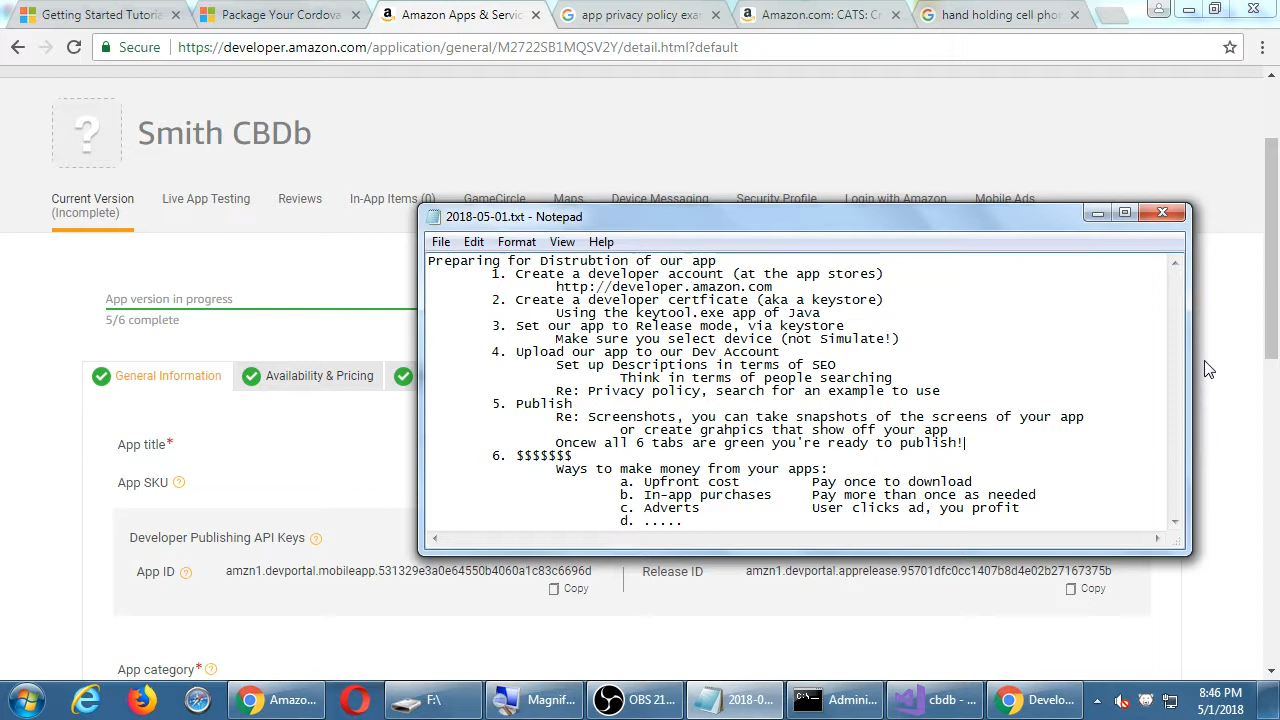 Getting Started Tutoria
Package Your Cordova
Amazon Apps & Servic
app privacy policy exa
Amazon.com: CATS: Cr
hand holding cell pho
Secure
https://developer.amazon.com/application/general/M2722SB1MQSV2Y/detail.html?default
?
Smith CBDb
Current Version
(Incomplete)
Live App Testing
Reviews
In-App Items (0)
GameCircle
Maps
Device Messaging
Security Profile
Login with Amazon
Mobile Ads
2018-05-01.txt - Notepad
File Edit Format View Help
Preparing for Distrubtion of our app
1. Create a developer account (at the app stores)
http://developer.amazon.com
2. Create a developer certficate (aka a keystore)
Using the keytool.exe app of Java
3. Set our app to Release mode, via keystore
Make sure you select device (not Simulate!)
4. Upload our app to our Dev Account
Set up Descriptions in terms of SEO
Think in terms of people searching
Re: Privacy policy, search for an example to use
5. Publish
Re: Screenshots, you can take snapshots of the screens of your app
or create grahpics that show off your app
Oncew all 6 tabs are green you're ready to publish!
6. $$$$$$$
Ways to make money from your apps:
a. Upfront cost Pay once to download
b. In-app purchases Pay more than once as needed
c. Adverts User clicks ad, you profit
d. .....
App version in progress
5/6 complete
General Information
Availability & Pricing
App title*
App SKU ?
Developer Publishing API Keys ?
App ID ? amzn1.devportal.mobileapp.531329e3a0e64550b4060a1c83c6696d
Copy
Release ID amzn1.devportal.apprelease.95701dfc0cc1407b8d4e02b27167375b
Copy
App category* ?
Amazo...
F:\
Magnif...
OBS 21...
2018-0...
Admini...
cbdb - ...
Develo...
8:46 PM
5/1/2018